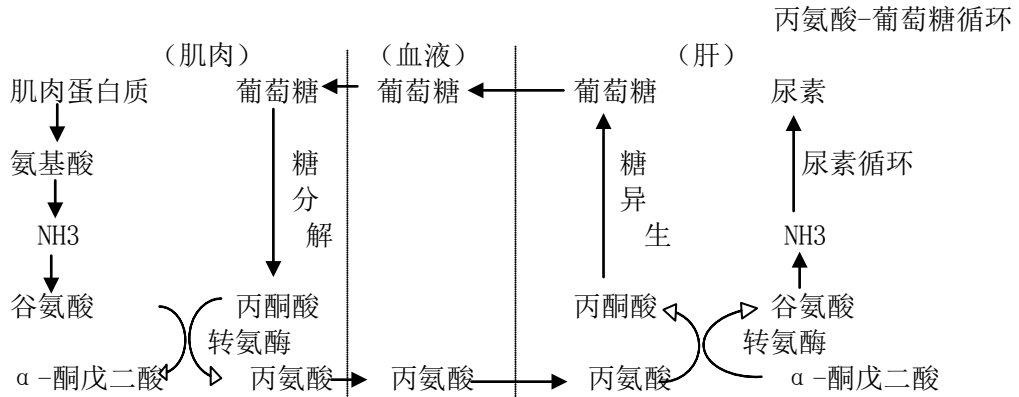 丙氨酸-葡萄糖循环
(肌肉) (血液) (肝)
肌肉蛋白质 葡萄糖 葡萄糖 葡萄糖 尿素
氨基酸 糖 糖 尿素循环
分 异
解 生
NH3 NH3
谷氨酸 丙酮酸 丙酮酸 谷氨酸
转氨酶 转氨酶
α-酮戊二酸 丙氨酸 丙氨酸 丙氨酸 α-酮戊二酸